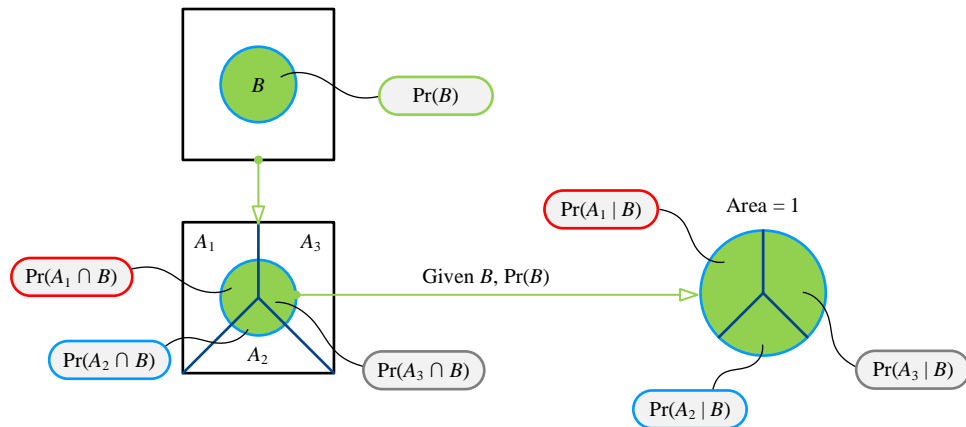 B
Pr(B)
Pr(A₁ | B)
Area = 1
A₁
A₃
Pr(A₁ ∩ B)
Given B, Pr(B)
Pr(A₂ ∩ B)
A₂
Pr(A₃ ∩ B)
Pr(A₃ | B)
Pr(A₂ | B)